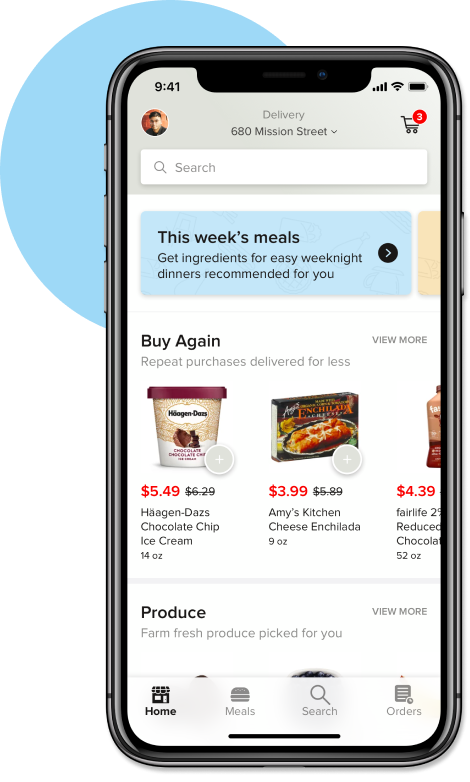 9:41
Delivery
680 Mission Street
3
Search
This week's meals
Get ingredients for easy weeknight
dinners recommended for you
Buy Again
VIEW MORE
Repeat purchases delivered for less
Häagen-Dazs
CHOCOLATE
CHOCOLATE CHIP
ICE CREAM
Amy's
ENCHILADA
CHEESE
$5.49 $6.29
Häagen-Dazs
Chocolate Chip
Ice Cream
14 oz
$3.99 $5.89
Amy's Kitchen
Cheese Enchilada
9 oz
$4.39
fairlife 2%
Reduced
Chocolat
52 oz
Produce
VIEW MORE
Farm fresh produce picked for you
Home
Meals
Search
Orders